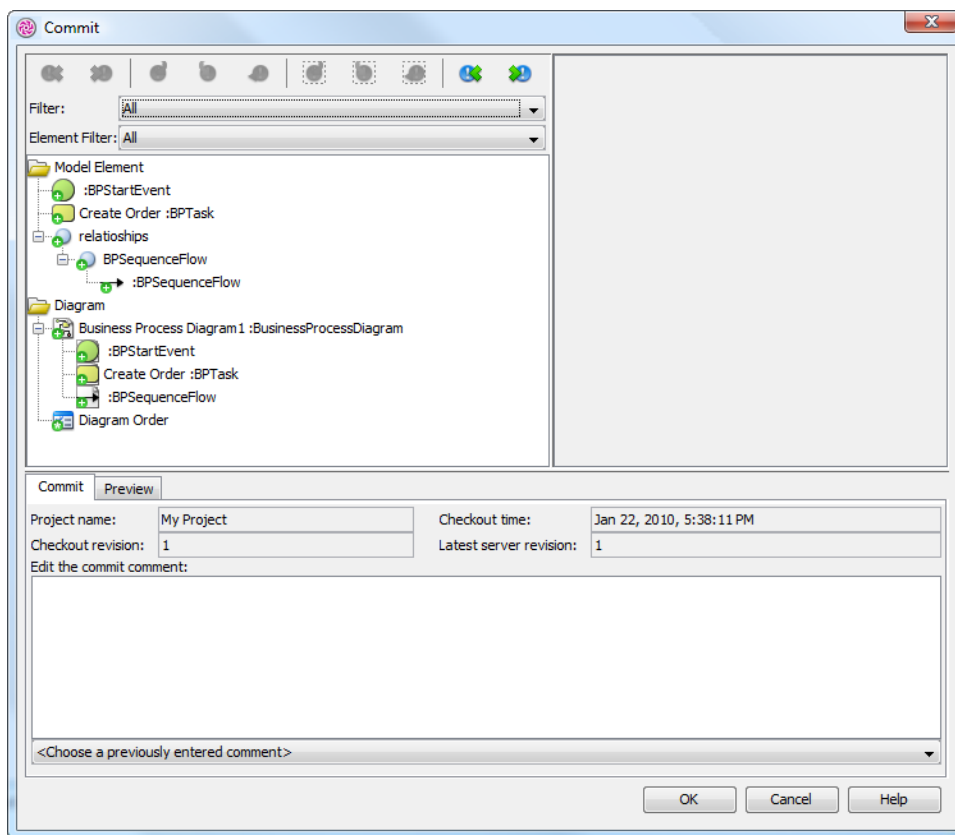 Commit
Filter: All
Element Filter: All
Model Element
:BPStartEvent
Create Order :BPTask
relatioships
BPSequenceFlow
:BPSequenceFlow
Diagram
Business Process Diagram1 :BusinessProcessDiagram
:BPStartEvent
Create Order :BPTask
:BPSequenceFlow
Diagram Order
Commit Preview
Project name: My Project Checkout time: Jan 22, 2010, 5:38:11 PM
Checkout revision: 1 Latest server revision: 1
Edit the commit comment:
<Choose a previously entered comment>
OK Cancel Help